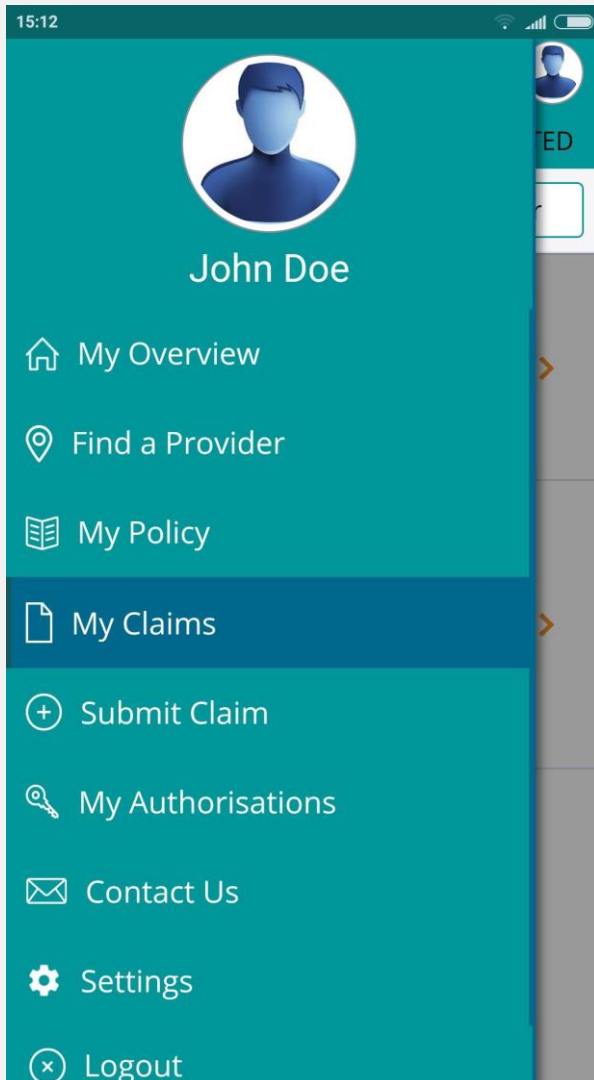 15:12
TED
John Doe
My Overview
Find a Provider
My Policy
My Claims
Submit Claim
My Authorisations
Contact Us
Settings
Logout